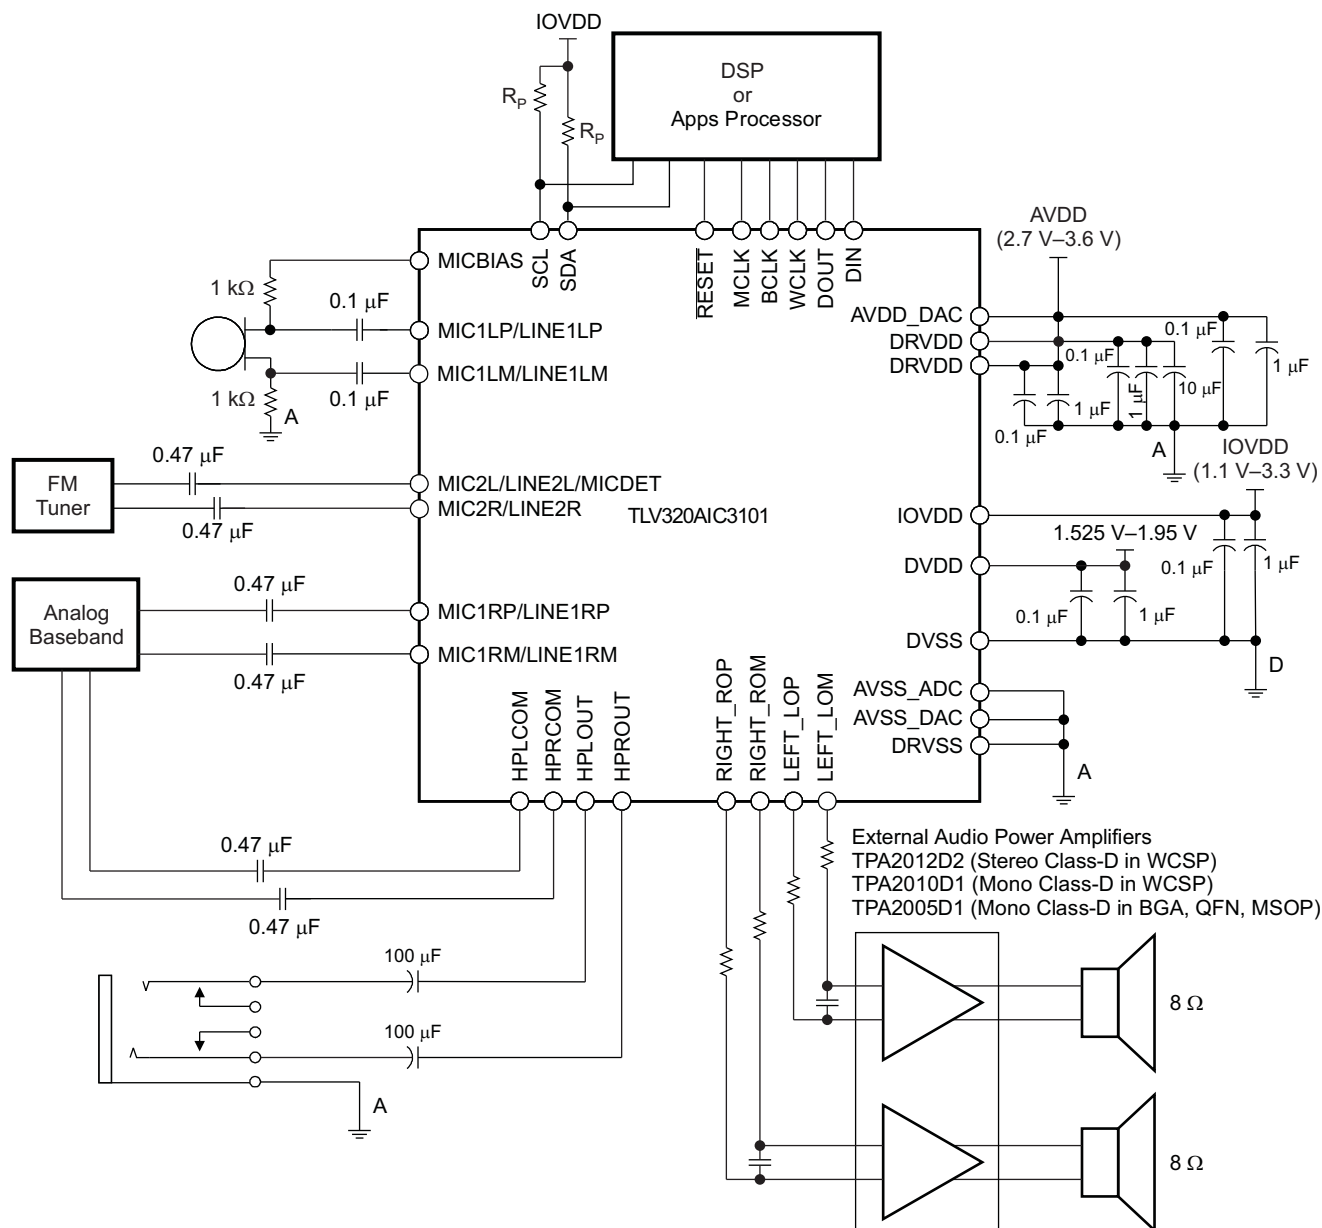 IOVDD
R_P
R_P
DSP
or
Apps Processor
SCL
SDA
RESET
MCLK
BCLK
WCLK
DOUT
DIN
AVDD
(2.7 V–3.6 V)
MICBIAS
1 kΩ
0.1 µF
MIC1LP/LINE1LP
MIC1LM/LINE1LM
1 kΩ
0.1 µF
A
AVDD_DAC
DRVDD
DRVDD
0.1 µF
0.1 µF
1 µF
10 µF
1 µF
1 µF
0.1 µF
A
IOVDD
(1.1 V–3.3 V)
FM
Tuner
0.47 µF
0.47 µF
MIC2L/LINE2L/MICDET
MIC2R/LINE2R
TLV320AIC3101
IOVDD
1.525 V–1.95 V
DVDD
0.1 µF
1 µF
0.1 µF
1 µF
DVSS
D
Analog
Baseband
0.47 µF
0.47 µF
MIC1RP/LINE1RP
MIC1RM/LINE1RM
AVSS_ADC
AVSS_DAC
DRVSS
A
HPLCOM
HPRCOM
HPLOUT
HPROUT
RIGHT_ROP
RIGHT_ROM
LEFT_LOP
LEFT_LOM
0.47 µF
0.47 µF
External Audio Power Amplifiers
TPA2012D2 (Stereo Class-D in WCSP)
TPA2010D1 (Mono Class-D in WCSP)
TPA2005D1 (Mono Class-D in BGA, QFN, MSOP)
100 µF
100 µF
A
8 Ω
8 Ω